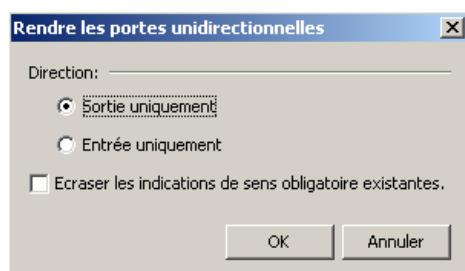 Rendre les portes unidirectionnelles
Direction:
Sortie uniquement
Entrée uniquement
Ecraser les indications de sens obligatoire existantes.
OK Annuler